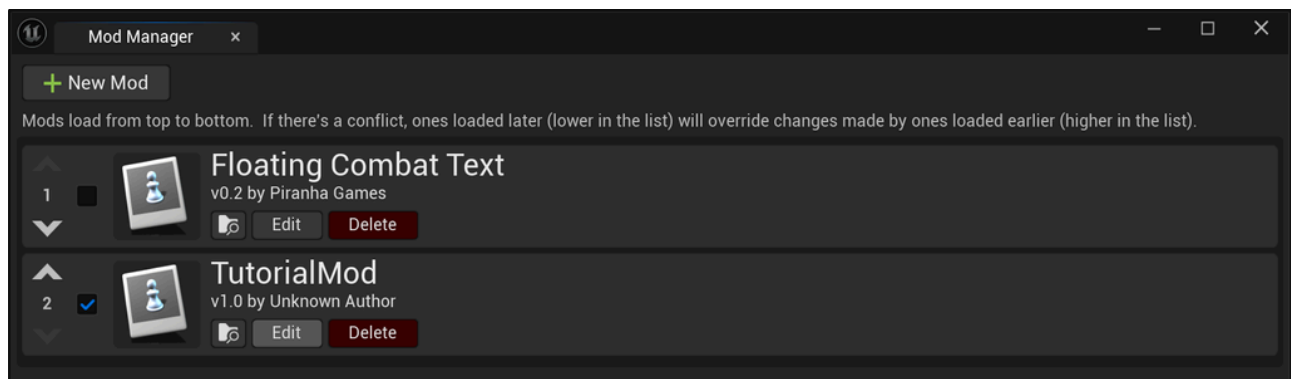 Mod Manager
New Mod
Mods load from top to bottom.  If there's a conflict, ones loaded later (lower in the list) will override changes made by ones loaded earlier (higher in the list).
1
Floating Combat Text
v0.2 by Piranha Games
Edit Delete
2
TutorialMod
v1.0 by Unknown Author
Edit Delete